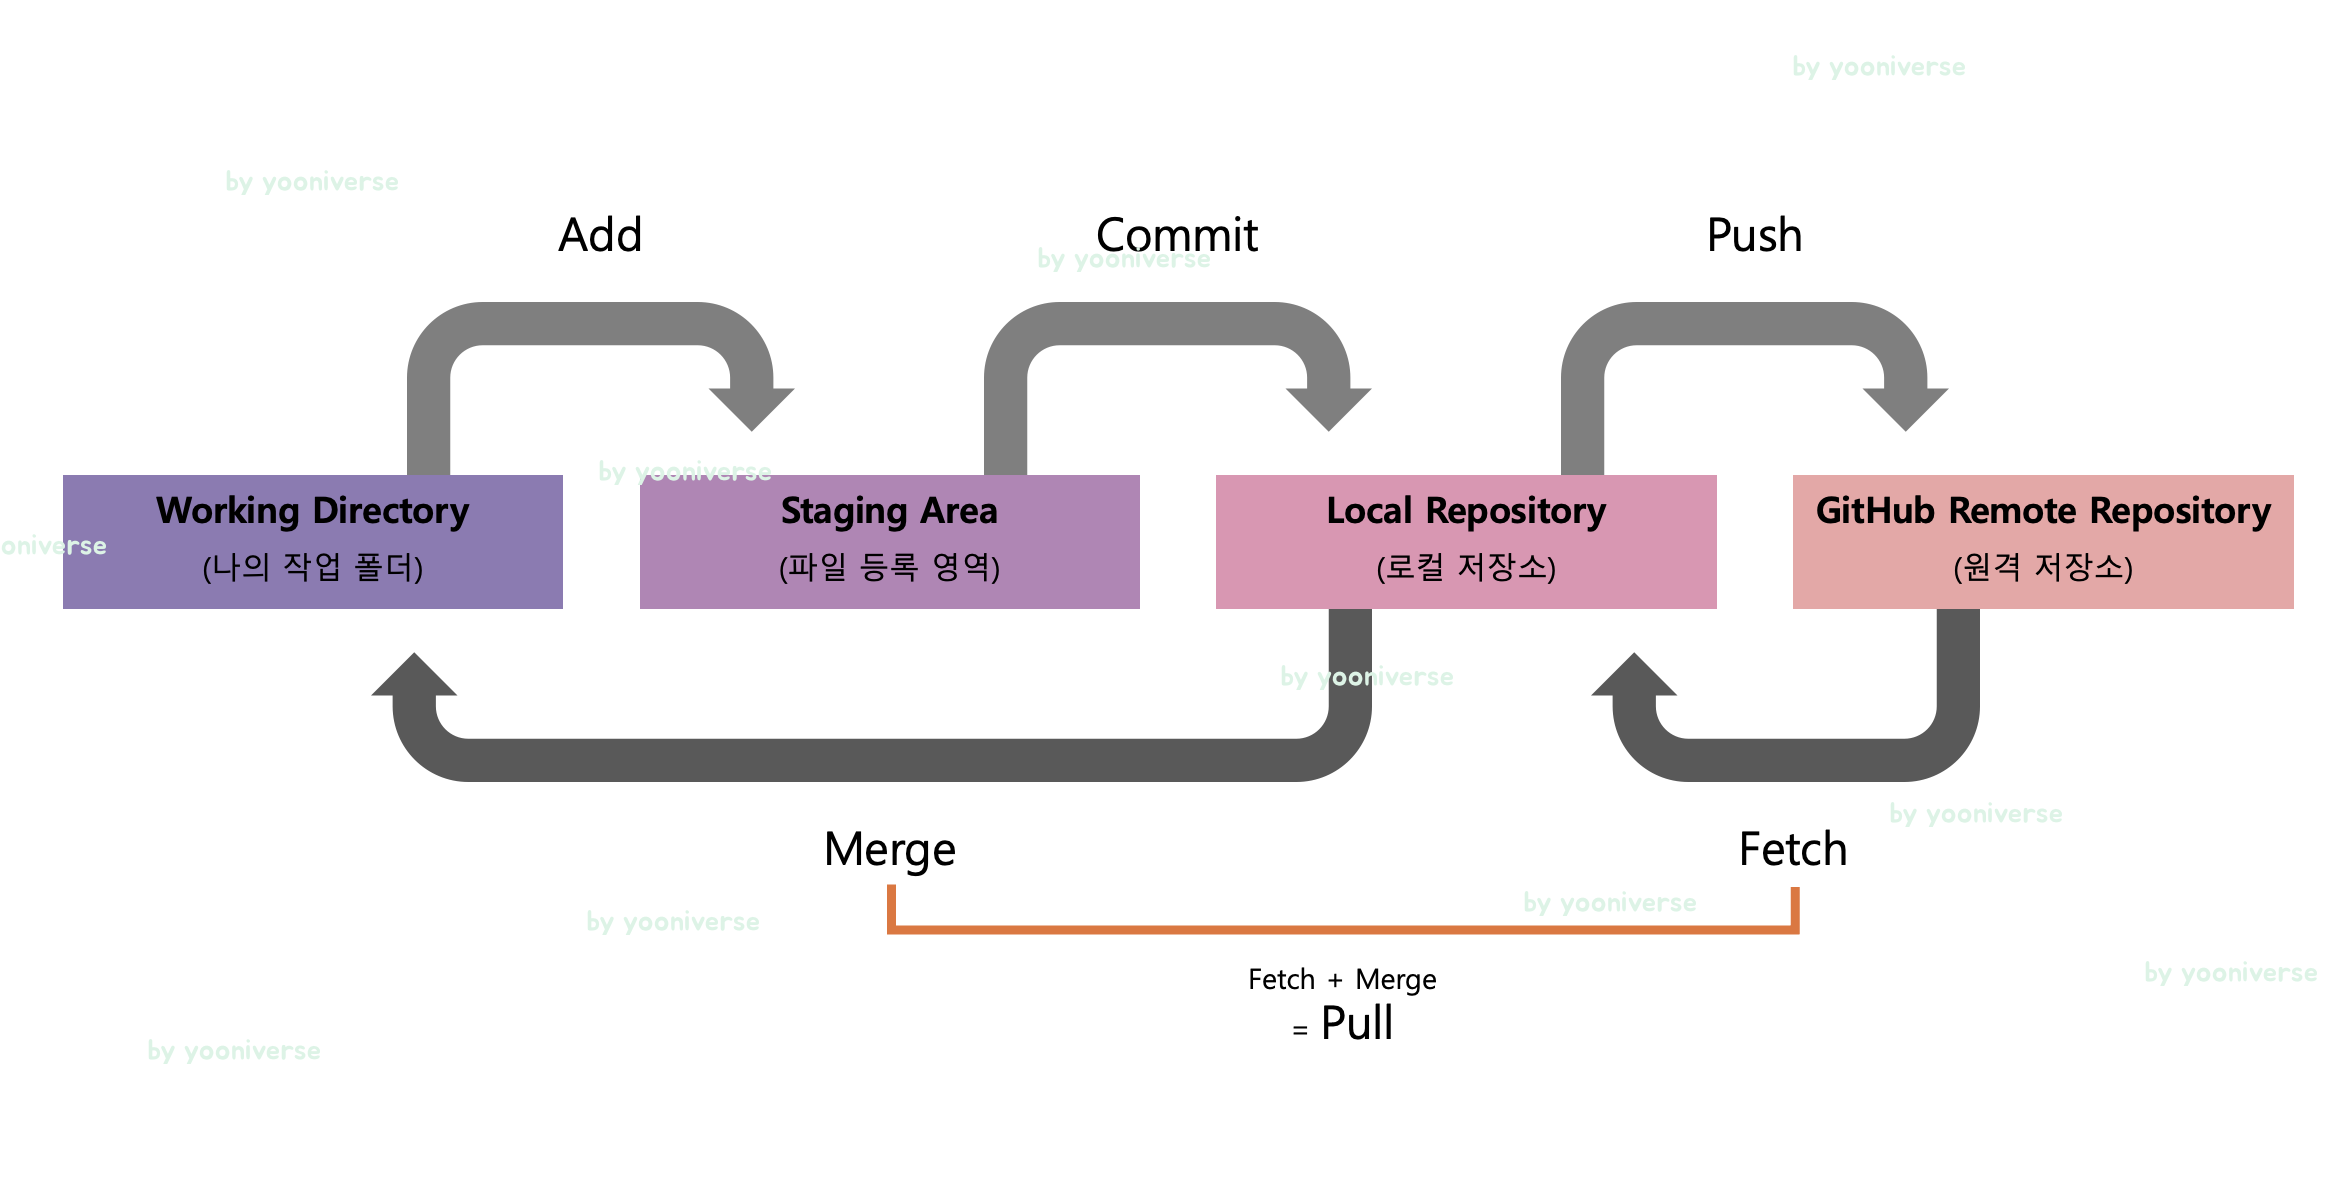 by yooniverse
by yooniverse
Add
Commit
Push
by yooniverse
by yooniverse
Working Directory
(나의 작업 폴더)
Staging Area
(파일 등록 영역)
Local Repository
(로컬 저장소)
GitHub Remote Repository
(원격 저장소)
ooniverse
by yooniverse
Merge
Fetch
by yooniverse
by yooniverse
by yooniverse
Fetch + Merge
= Pull
by yooniverse
by yooniverse